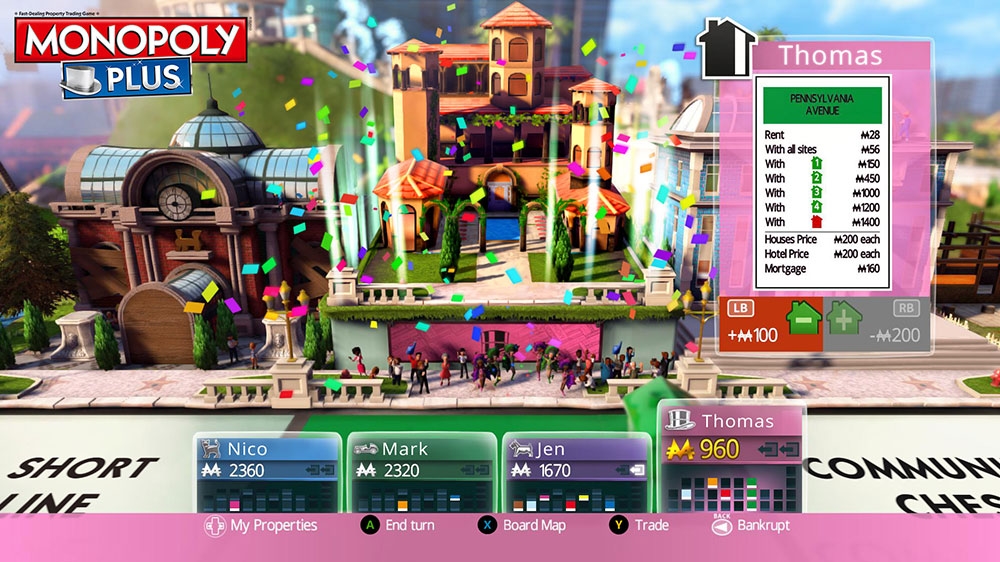 Fast-Dealing Property Trading Game
MONOPOLY
PLUS
Thomas
PENNSYLVANIA
AVENUE
Rent ₩28
With all sites ₩56
With 1 ₩150
With 2 ₩450
With 3 ₩1000
With 4 ₩1200
With ₩1400
Houses Price ₩200 each
Hotel Price ₩200 each
Mortgage ₩160
LB RB
+₩100 -₩200
Nico
₩ 2360
Mark
₩ 2320
Jen
₩ 1670
Thomas
₩ 960
SHORT
LINE
COMMUNI
CHES
My Properties
A End turn
X Board Map
Y Trade
BACK Bankrupt